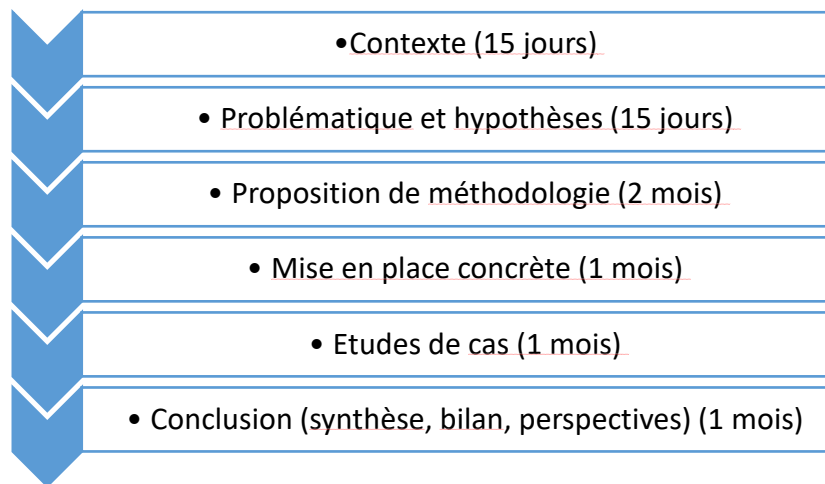 •Contexte (15 jours)
• Problématique et hypothèses (15 jours)
• Proposition de méthodologie (2 mois)
• Mise en place concrète (1 mois)
• Etudes de cas (1 mois)
• Conclusion (synthèse, bilan, perspectives) (1 mois)